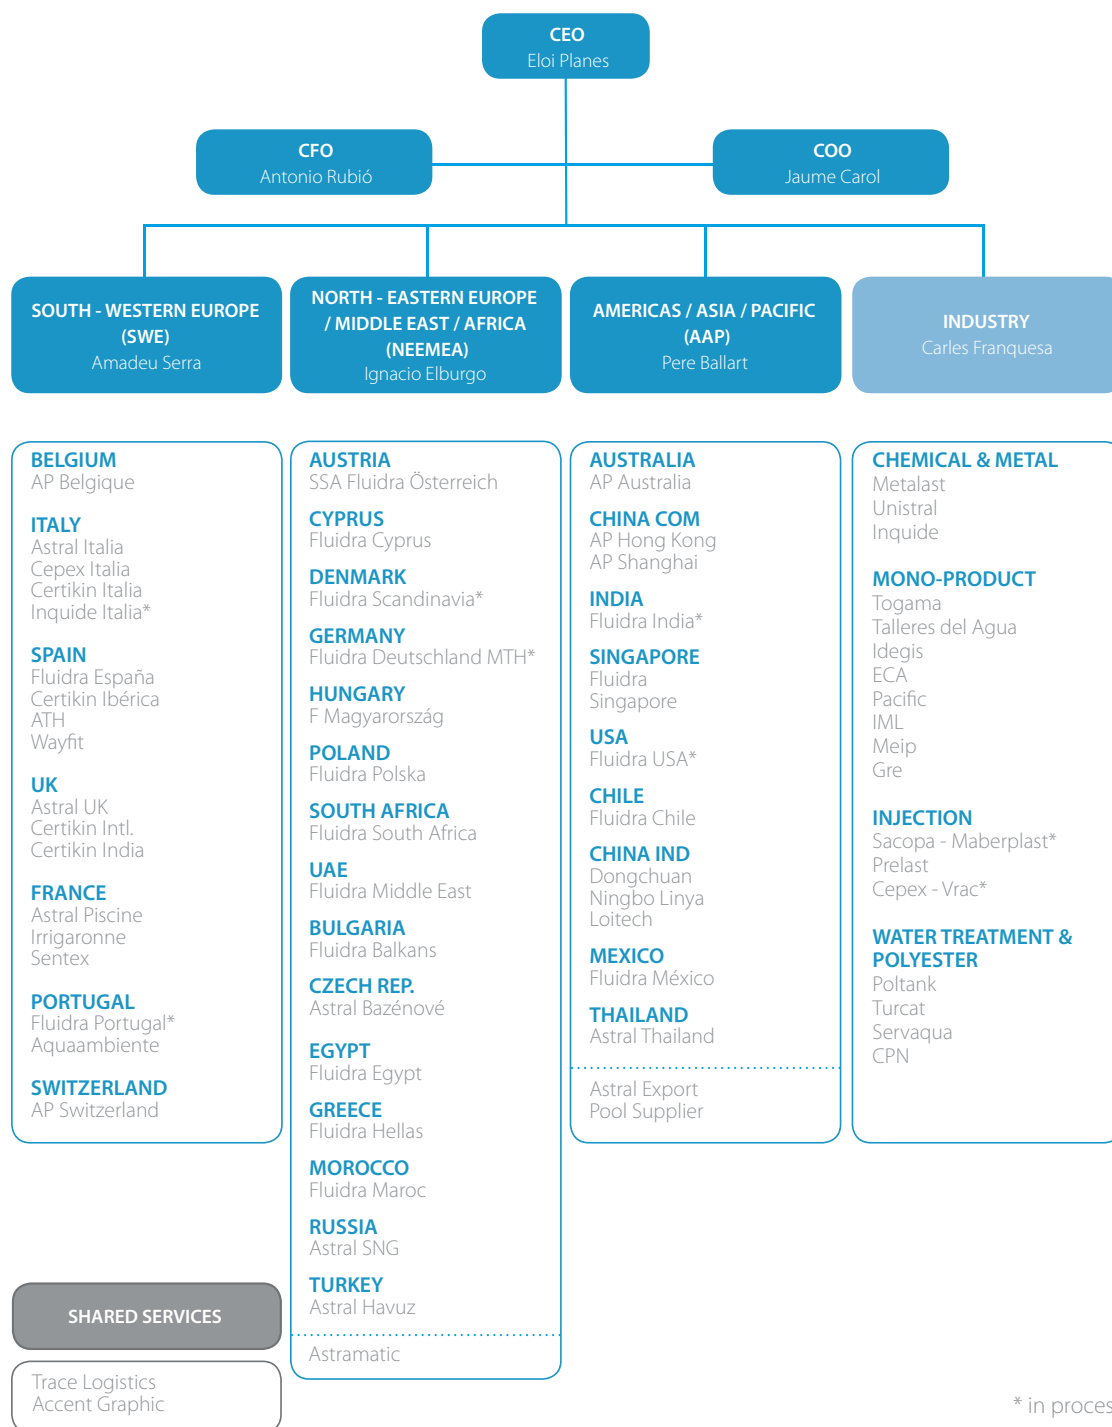 CEO
Eloi Planes
CFO
Antonio Rubió
COO
Jaume Carol
SOUTH - WESTERN EUROPE
(SWE)
Amadeu Serra
NORTH - EASTERN EUROPE
/ MIDDLE EAST / AFRICA
(NEEMEA)
Ignacio Elburgo
AMERICAS / ASIA / PACIFIC
(AAP)
Pere Ballart
INDUSTRY
Carles Franquesa
BELGIUM
AP Belgique
ITALY
Astral Italia
Cepex Italia
Certikin Italia
Inquide Italia*
SPAIN
Fluidra España
Certikin Ibérica
ATH
Wayfit
UK
Astral UK
Certikin Intl.
Certikin India
FRANCE
Astral Piscine
Irrigaronne
Sentex
PORTUGAL
Fluidra Portugal*
Aquaambiente
SWITZERLAND
AP Switzerland
AUSTRIA
SSA Fluidra Österreich
CYPRUS
Fluidra Cyprus
DENMARK
Fluidra Scandinavia*
GERMANY
Fluidra Deutschland MTH*
HUNGARY
F Magyarország
POLAND
Fluidra Polska
SOUTH AFRICA
Fluidra South Africa
UAE
Fluidra Middle East
BULGARIA
Fluidra Balkans
CZECH REP.
Astral Bazénové
EGYPT
Fluidra Egypt
GREECE
Fluidra Hellas
MOROCCO
Fluidra Maroc
RUSSIA
Astral SNG
TURKEY
Astral Havuz
Astramatic
AUSTRALIA
AP Australia
CHINA COM
AP Hong Kong
AP Shanghai
INDIA
Fluidra India*
SINGAPORE
Fluidra
Singapore
USA
Fluidra USA*
CHILE
Fluidra Chile
CHINA IND
Dongchuan
Ningbo Linya
Loitech
MEXICO
Fluidra México
THAILAND
Astral Thailand
Astral Export
Pool Supplier
CHEMICAL & METAL
Metalast
Unistral
Inquide
MONO-PRODUCT
Togama
Talleres del Agua
Idegis
ECA
Pacific
IML
Meip
Gre
INJECTION
Sacopa - Maberplast*
Prelast
Cepex - Vrac*
WATER TREATMENT &
POLYESTER
Poltank
Turcat
Servaqua
CPN
SHARED SERVICES
Trace Logistics
Accent Graphic
* in proces